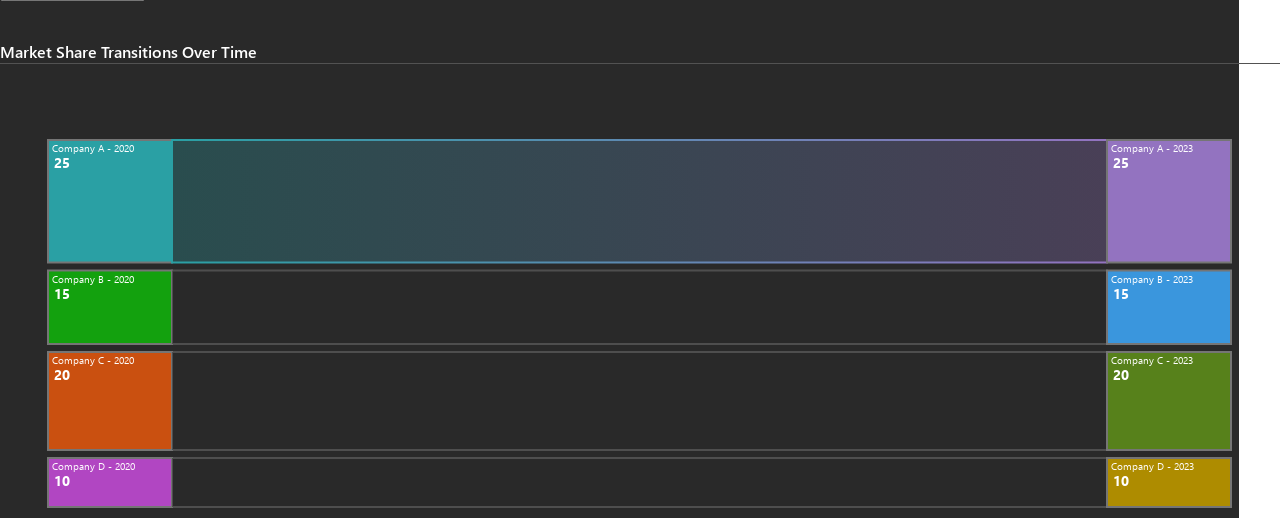 Market Share Transitions Over Time
Company A - 2020
25
Company A - 2023
25
Company B - 2020
15
Company B - 2023
15
Company C - 2020
20
Company C - 2023
20
Company D - 2020
10
Company D - 2023
10